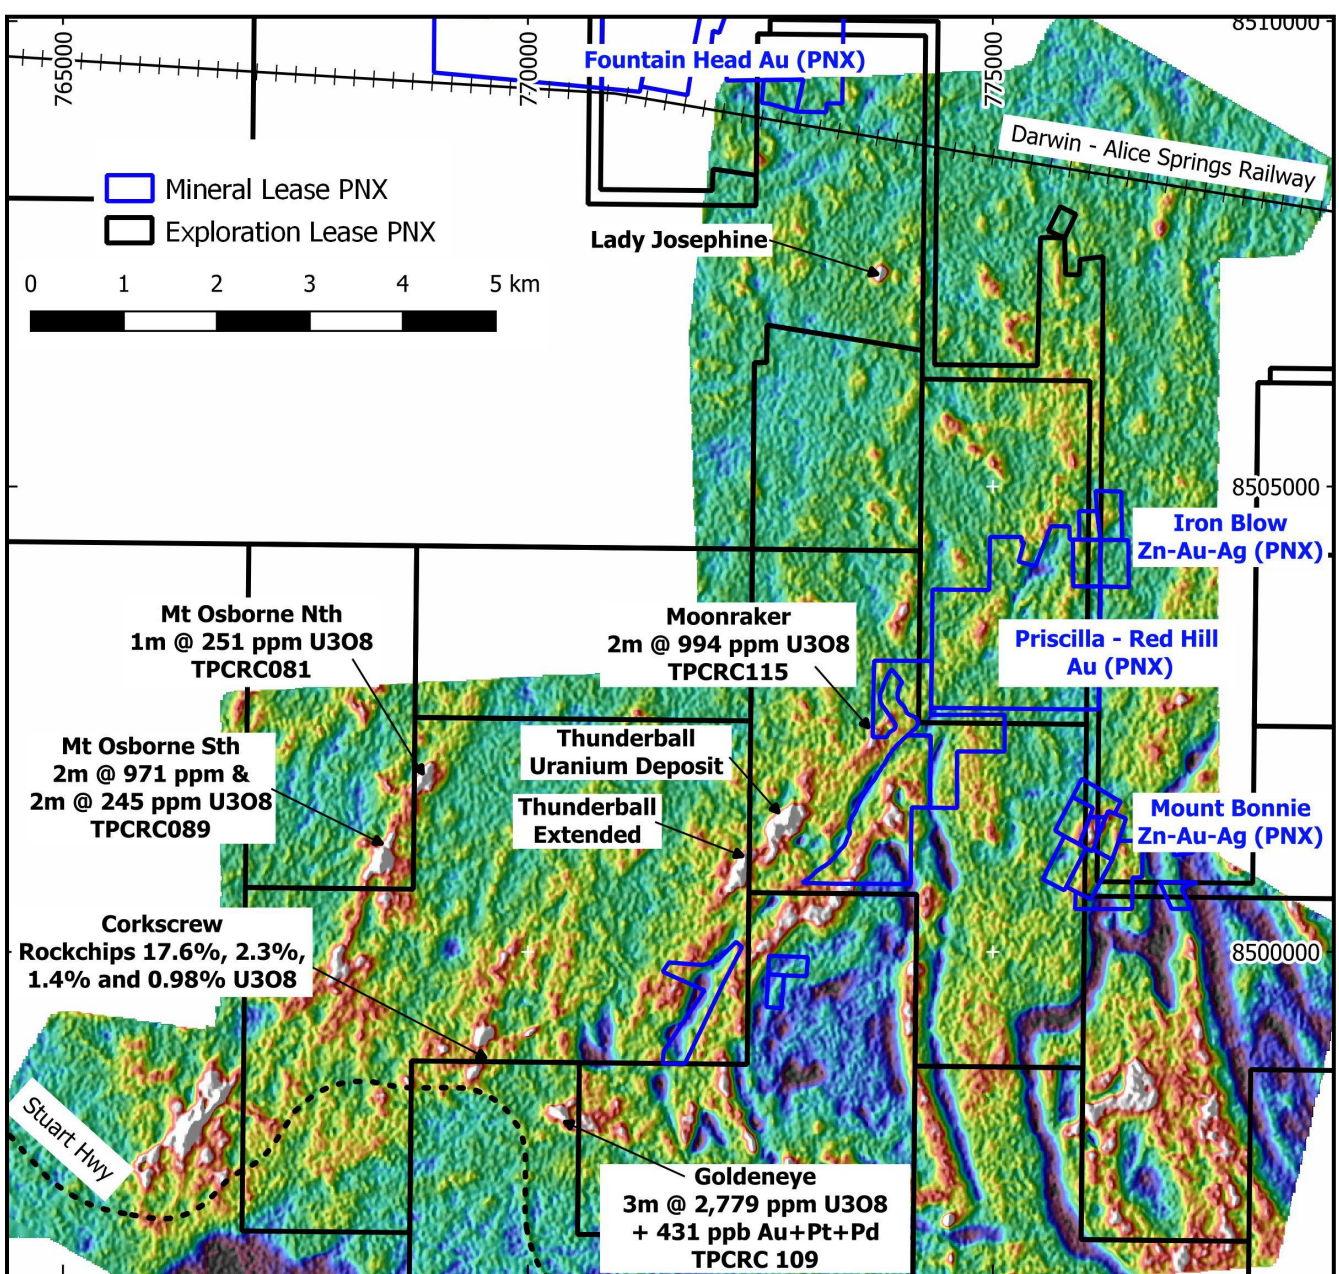 8510000
765000
770000
775000
Fountain Head Au (PNX)
Darwin - Alice Springs Railway
Mineral Lease PNX
Exploration Lease PNX
Lady Josephine
0 1 2 3 4 5 km
8505000
Iron Blow
Zn-Au-Ag (PNX)
Mt Osborne Nth
1m @ 251 ppm U3O8
TPCRC081
Moonraker
2m @ 994 ppm U3O8
TPCRC115
Priscilla - Red Hill
Au (PNX)
Mt Osborne Sth
2m @ 971 ppm &
2m @ 245 ppm U3O8
TPCRC089
Thunderball
Uranium Deposit
Thunderball
Extended
Mount Bonnie
Zn-Au-Ag (PNX)
Corkscrew
Rockchips 17.6%, 2.3%,
1.4% and 0.98% U3O8
8500000
Stuart Hwy
Goldeneye
3m @ 2,779 ppm U3O8
+ 431 ppb Au+Pt+Pd
TPCRC 109